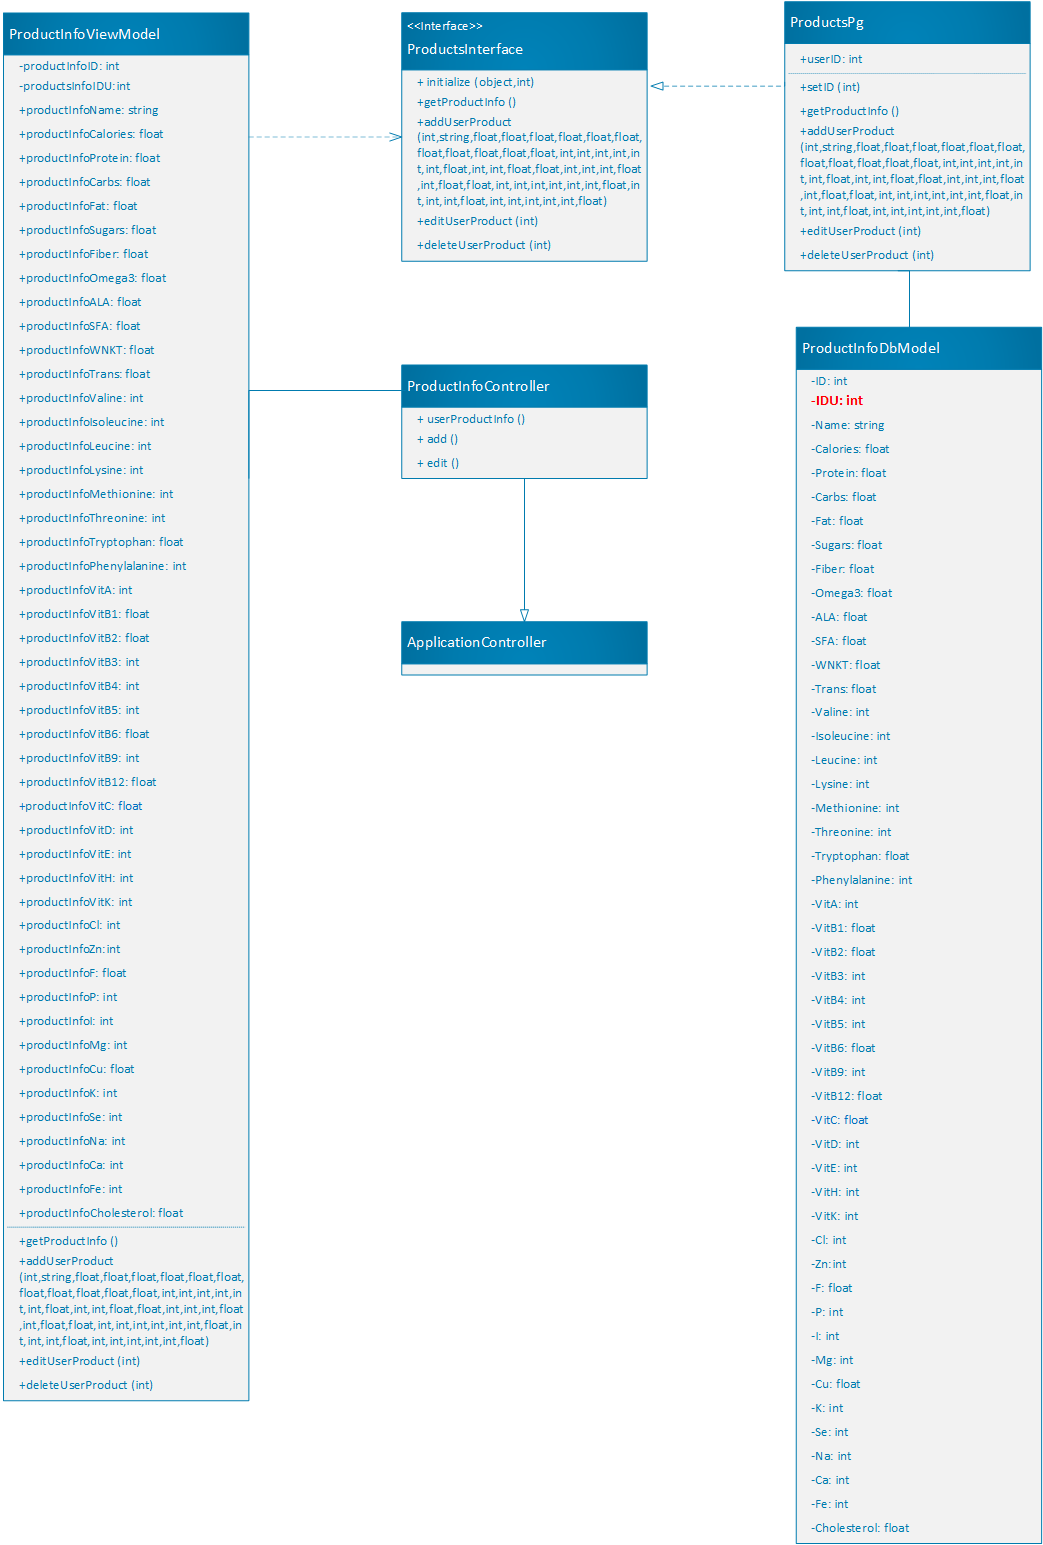 ProductInfoViewModel
-productInfoID: int
-productsInfoIDU:int
+productInfoName: string
+productInfoCalories: float
+productInfoProtein: float
+productInfoCarbs: float
+productInfoFat: float
+productInfoSugars: float
+productInfoFiber: float
+productInfoOmega3: float
+productInfoALA: float
+productInfoSFA: float
+productInfoWNKT: float
+productInfoTrans: float
+productInfoValine: int
+productInfoIsoleucine: int
+productInfoLeucine: int
+productInfoLysine: int
+productInfoMethionine: int
+productInfoThreonine: int
+productInfoTryptophan: float
+productInfoPhenylalanine: int
+productInfoVitA: int
+productInfoVitB1: float
+productInfoVitB2: float
+productInfoVitB3: int
+productInfoVitB4: int
+productInfoVitB5: int
+productInfoVitB6: float
+productInfoVitB9: int
+productInfoVitB12: float
+productInfoVitC: float
+productInfoVitD: int
+productInfoVitE: int
+productInfoVitH: int
+productInfoVitK: int
+productInfoCl: int
+productInfoZn:int
+productInfoF: float
+productInfoP: int
+productInfoI: int
+productInfoMg: int
+productInfoCu: float
+productInfoK: int
+productInfoSe: int
+productInfoNa: int
+productInfoCa: int
+productInfoFe: int
+productInfoCholesterol: float
+getProductInfo ()
+addUserProduct
(int,string,float,float,float,float,float,float,
float,float,float,float,float,int,int,int,int,in
t,int,float,int,int,float,float,int,int,int,float
,int,float,float,int,int,int,int,int,int,float,in
t,int,int,float,int,int,int,int,int,float)
+editUserProduct (int)
+deleteUserProduct (int)
<<Interface>>
ProductsInterface
+ initialize (object,int)
+getProductInfo ()
+addUserProduct
(int,string,float,float,float,float,float,float,
float,float,float,float,float,int,int,int,int,in
t,int,float,int,int,float,float,int,int,int,float
,int,float,float,int,int,int,int,int,int,float,in
t,int,int,float,int,int,int,int,int,float)
+editUserProduct (int)
+deleteUserProduct (int)
ProductInfoController
+ userProductInfo ()
+ add ()
+ edit ()
ApplicationController
ProductsPg
+userID: int
+setID (int)
+getProductInfo ()
+addUserProduct
(int,string,float,float,float,float,float,float,
float,float,float,float,float,int,int,int,int,in
t,int,float,int,int,float,float,int,int,int,float
,int,float,float,int,int,int,int,int,int,float,in
t,int,int,float,int,int,int,int,int,float)
+editUserProduct (int)
+deleteUserProduct (int)
ProductInfoDbModel
-ID: int
-IDU: int
-Name: string
-Calories: float
-Protein: float
-Carbs: float
-Fat: float
-Sugars: float
-Fiber: float
-Omega3: float
-ALA: float
-SFA: float
-WNKT: float
-Trans: float
-Valine: int
-Isoleucine: int
-Leucine: int
-Lysine: int
-Methionine: int
-Threonine: int
-Tryptophan: float
-Phenylalanine: int
-VitA: int
-VitB1: float
-VitB2: float
-VitB3: int
-VitB4: int
-VitB5: int
-VitB6: float
-VitB9: int
-VitB12: float
-VitC: float
-VitD: int
-VitE: int
-VitH: int
-VitK: int
-Cl: int
-Zn:int
-F: float
-P: int
-I: int
-Mg: int
-Cu: float
-K: int
-Se: int
-Na: int
-Ca: int
-Fe: int
-Cholesterol: float